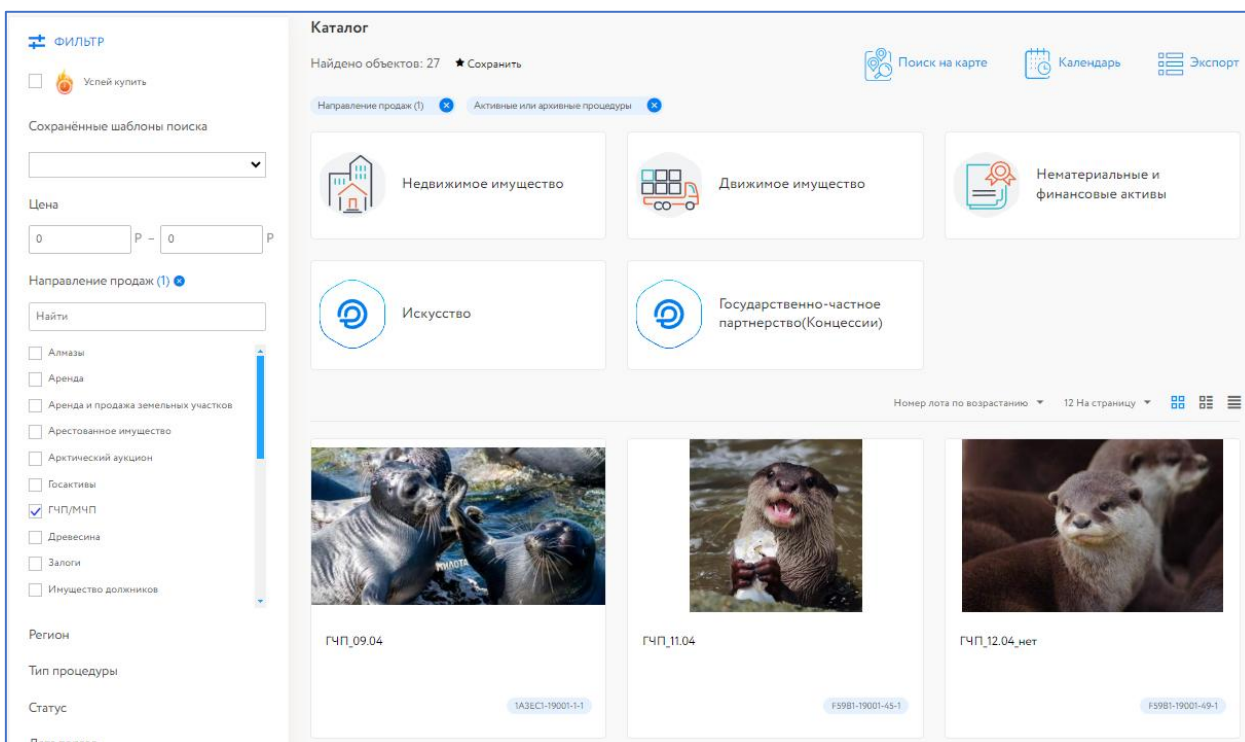 ФИЛЬТР
Успей купить
Сохранённые шаблоны поиска
Цена
0 Р – 0 Р
Направление продаж (1)
Найти
Алмазы
Аренда
Аренда и продажа земельных участков
Арестованное имущество
Арктический аукцион
Госактивы
ГЧП/МЧП
Древесина
Залоги
Имущество должников
Регион
Тип процедуры
Статус
Каталог
Найдено объектов: 27 ★ Сохранить
Поиск на карте
Календарь
Экспорт
Направление продаж (1)
Активные или архивные процедуры
Недвижимое имущество
Движимое имущество
Нематериальные и
финансовые активы
Искусство
Государственно-частное
партнерство(Концессии)
Номер лота по возрастанию
12 На страницу
МИЛОТА
ГЧП_09.04
1A3EC1-19001-1-1
ГЧП_11.04
F59B1-19001-45-1
ГЧП_12.04_нет
F59B1-19001-49-1